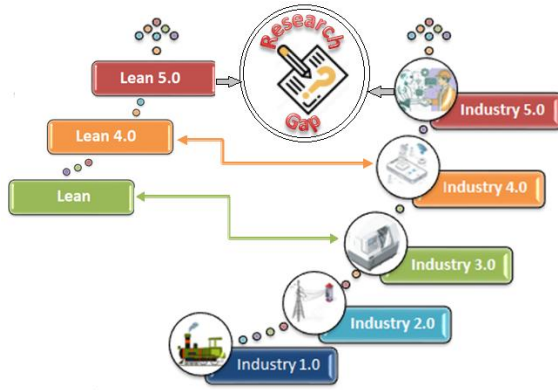 Research
Gap
Lean 5.0
Industry 5.0
Lean 4.0
Industry 4.0
Lean
Industry 3.0
Industry 2.0
Industry 1.0